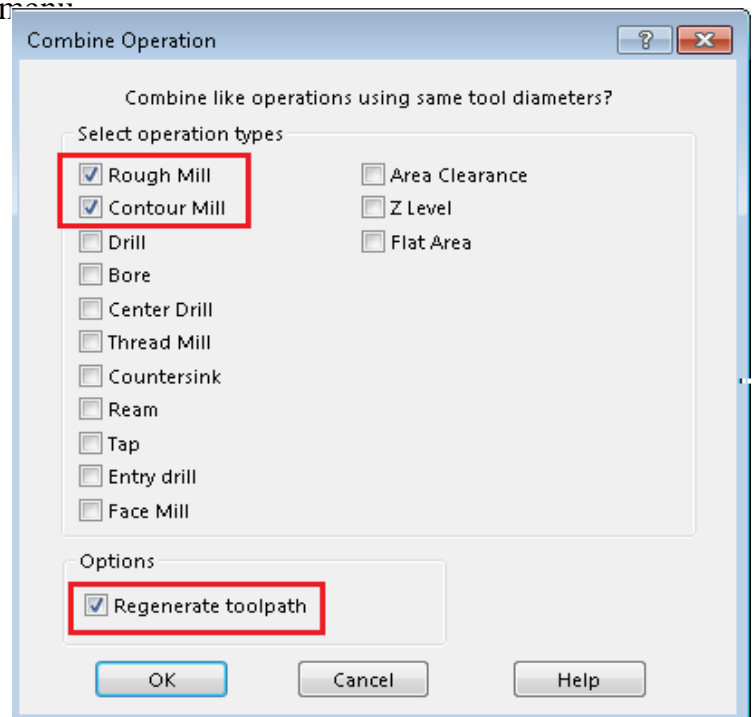 menu
Combine Operation
Combine like operations using same tool diameters?
Select operation types
Rough Mill
Contour Mill
Drill
Bore
Center Drill
Thread Mill
Countersink
Ream
Tap
Entry drill
Face Mill
Area Clearance
Z Level
Flat Area
Options
Regenerate toolpath
OK Cancel Help